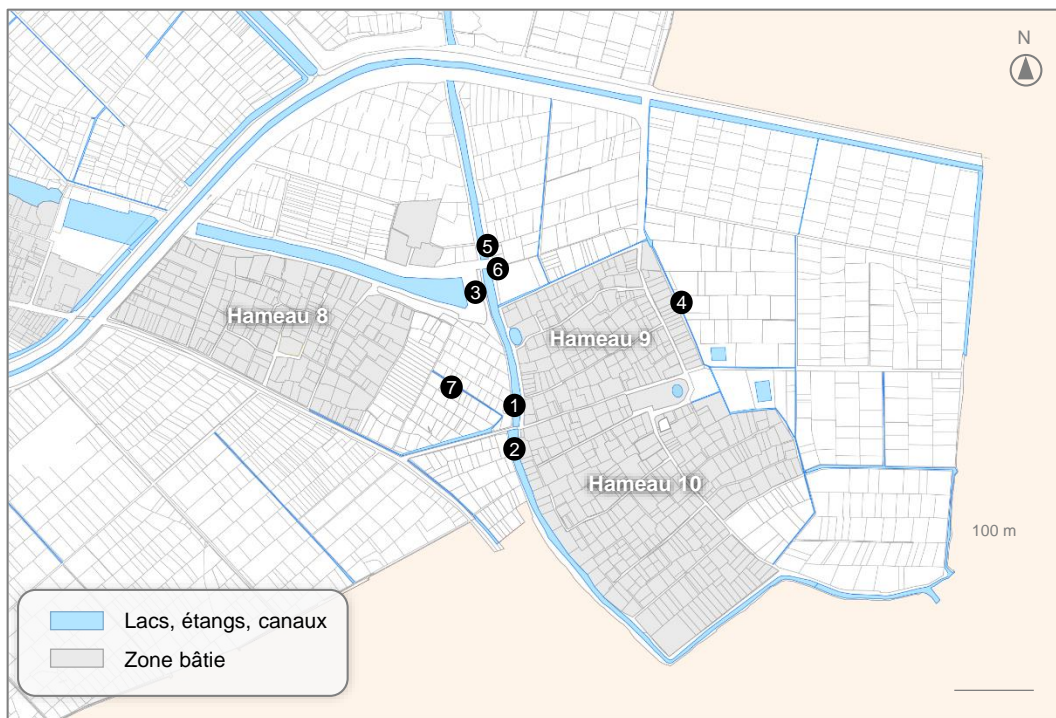 N
5
6
3
4
Hameau 8
Hameau 9
7
1
2
Hameau 10
100 m
Lacs, étangs, canaux
Zone bâtie